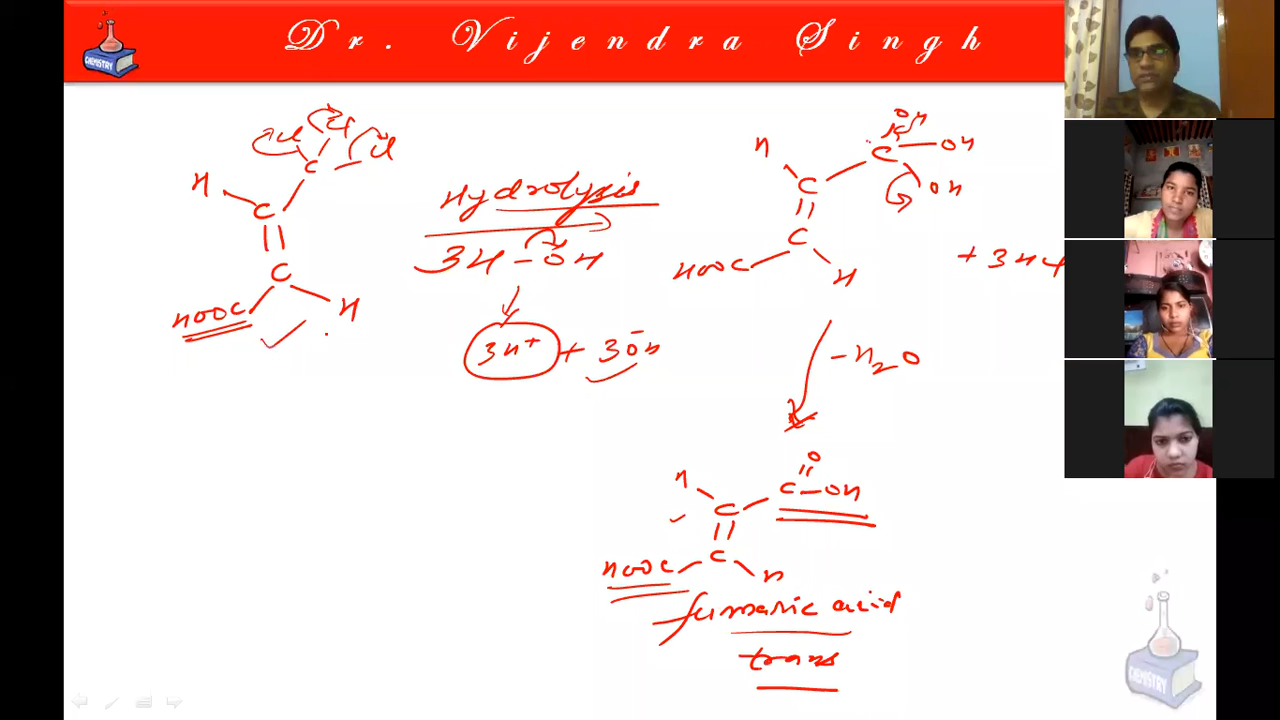 Dr. Vijendra Singh
CHEMISTRY
Cl
Cl
Cl
C
H
C
C
HOOC
H
Hydrolysis
3H-OH
3H+ + 3OH
OH
H
C-OH
C
OH
C
HOOC
H
+ 3H
-H2O
O
H
C-OH
C
C
HOOC
H
fumaric acid
trans
CHEMISTRY